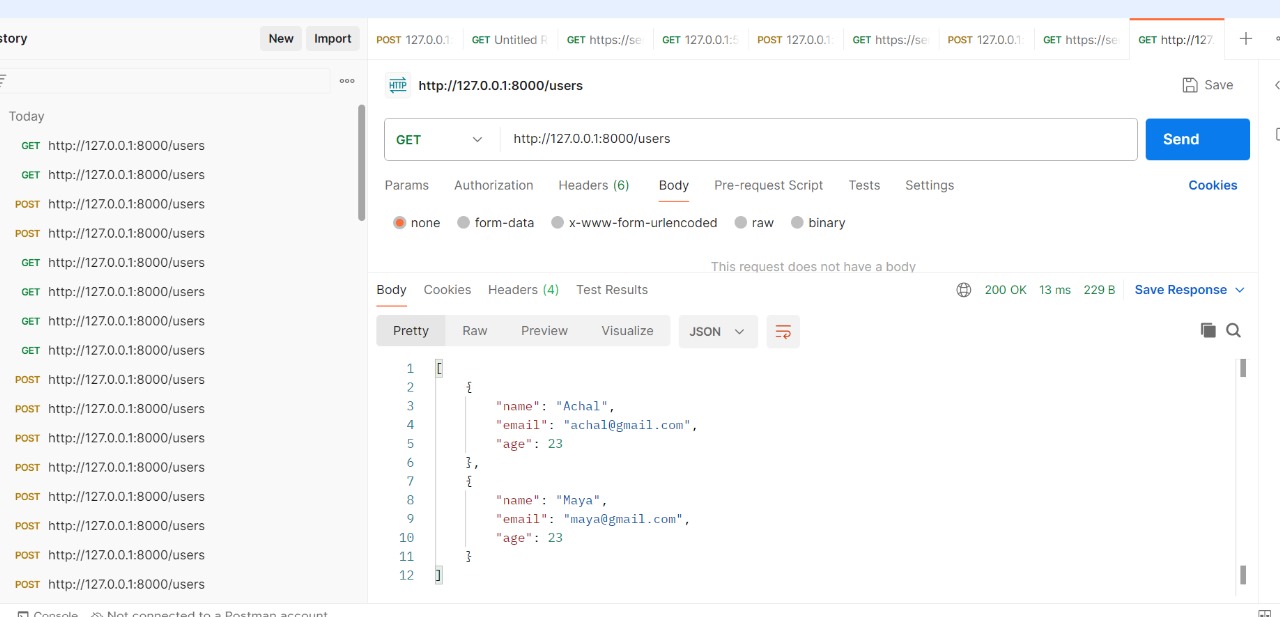 story New Import
POST 127.0.0.1: GET Untitled R GET https://se GET 127.0.0.1:5 POST 127.0.0.1: GET https://se POST 127.0.0.1: GET https://se GET http://127.
HTTP http://127.0.0.1:8000/users Save
Today
GET http://127.0.0.1:8000/users
GET http://127.0.0.1:8000/users
POST http://127.0.0.1:8000/users
POST http://127.0.0.1:8000/users
GET http://127.0.0.1:8000/users
GET http://127.0.0.1:8000/users
GET http://127.0.0.1:8000/users
GET http://127.0.0.1:8000/users
POST http://127.0.0.1:8000/users
POST http://127.0.0.1:8000/users
POST http://127.0.0.1:8000/users
POST http://127.0.0.1:8000/users
POST http://127.0.0.1:8000/users
POST http://127.0.0.1:8000/users
POST http://127.0.0.1:8000/users
POST http://127.0.0.1:8000/users
GET http://127.0.0.1:8000/users Send
Params Authorization Headers (6) Body Pre-request Script Tests Settings Cookies
none form-data x-www-form-urlencoded raw binary
This request does not have a body
Body Cookies Headers (4) Test Results 200 OK 13 ms 229 B Save Response
Pretty Raw Preview Visualize JSON
1 [
2 {
3 "name": "Achal",
4 "email": "achal@gmail.com",
5 "age": 23
6 },
7 {
8 "name": "Maya",
9 "email": "maya@gmail.com",
10 "age": 23
11 }
12 ]
Console Not connected to a Postman account